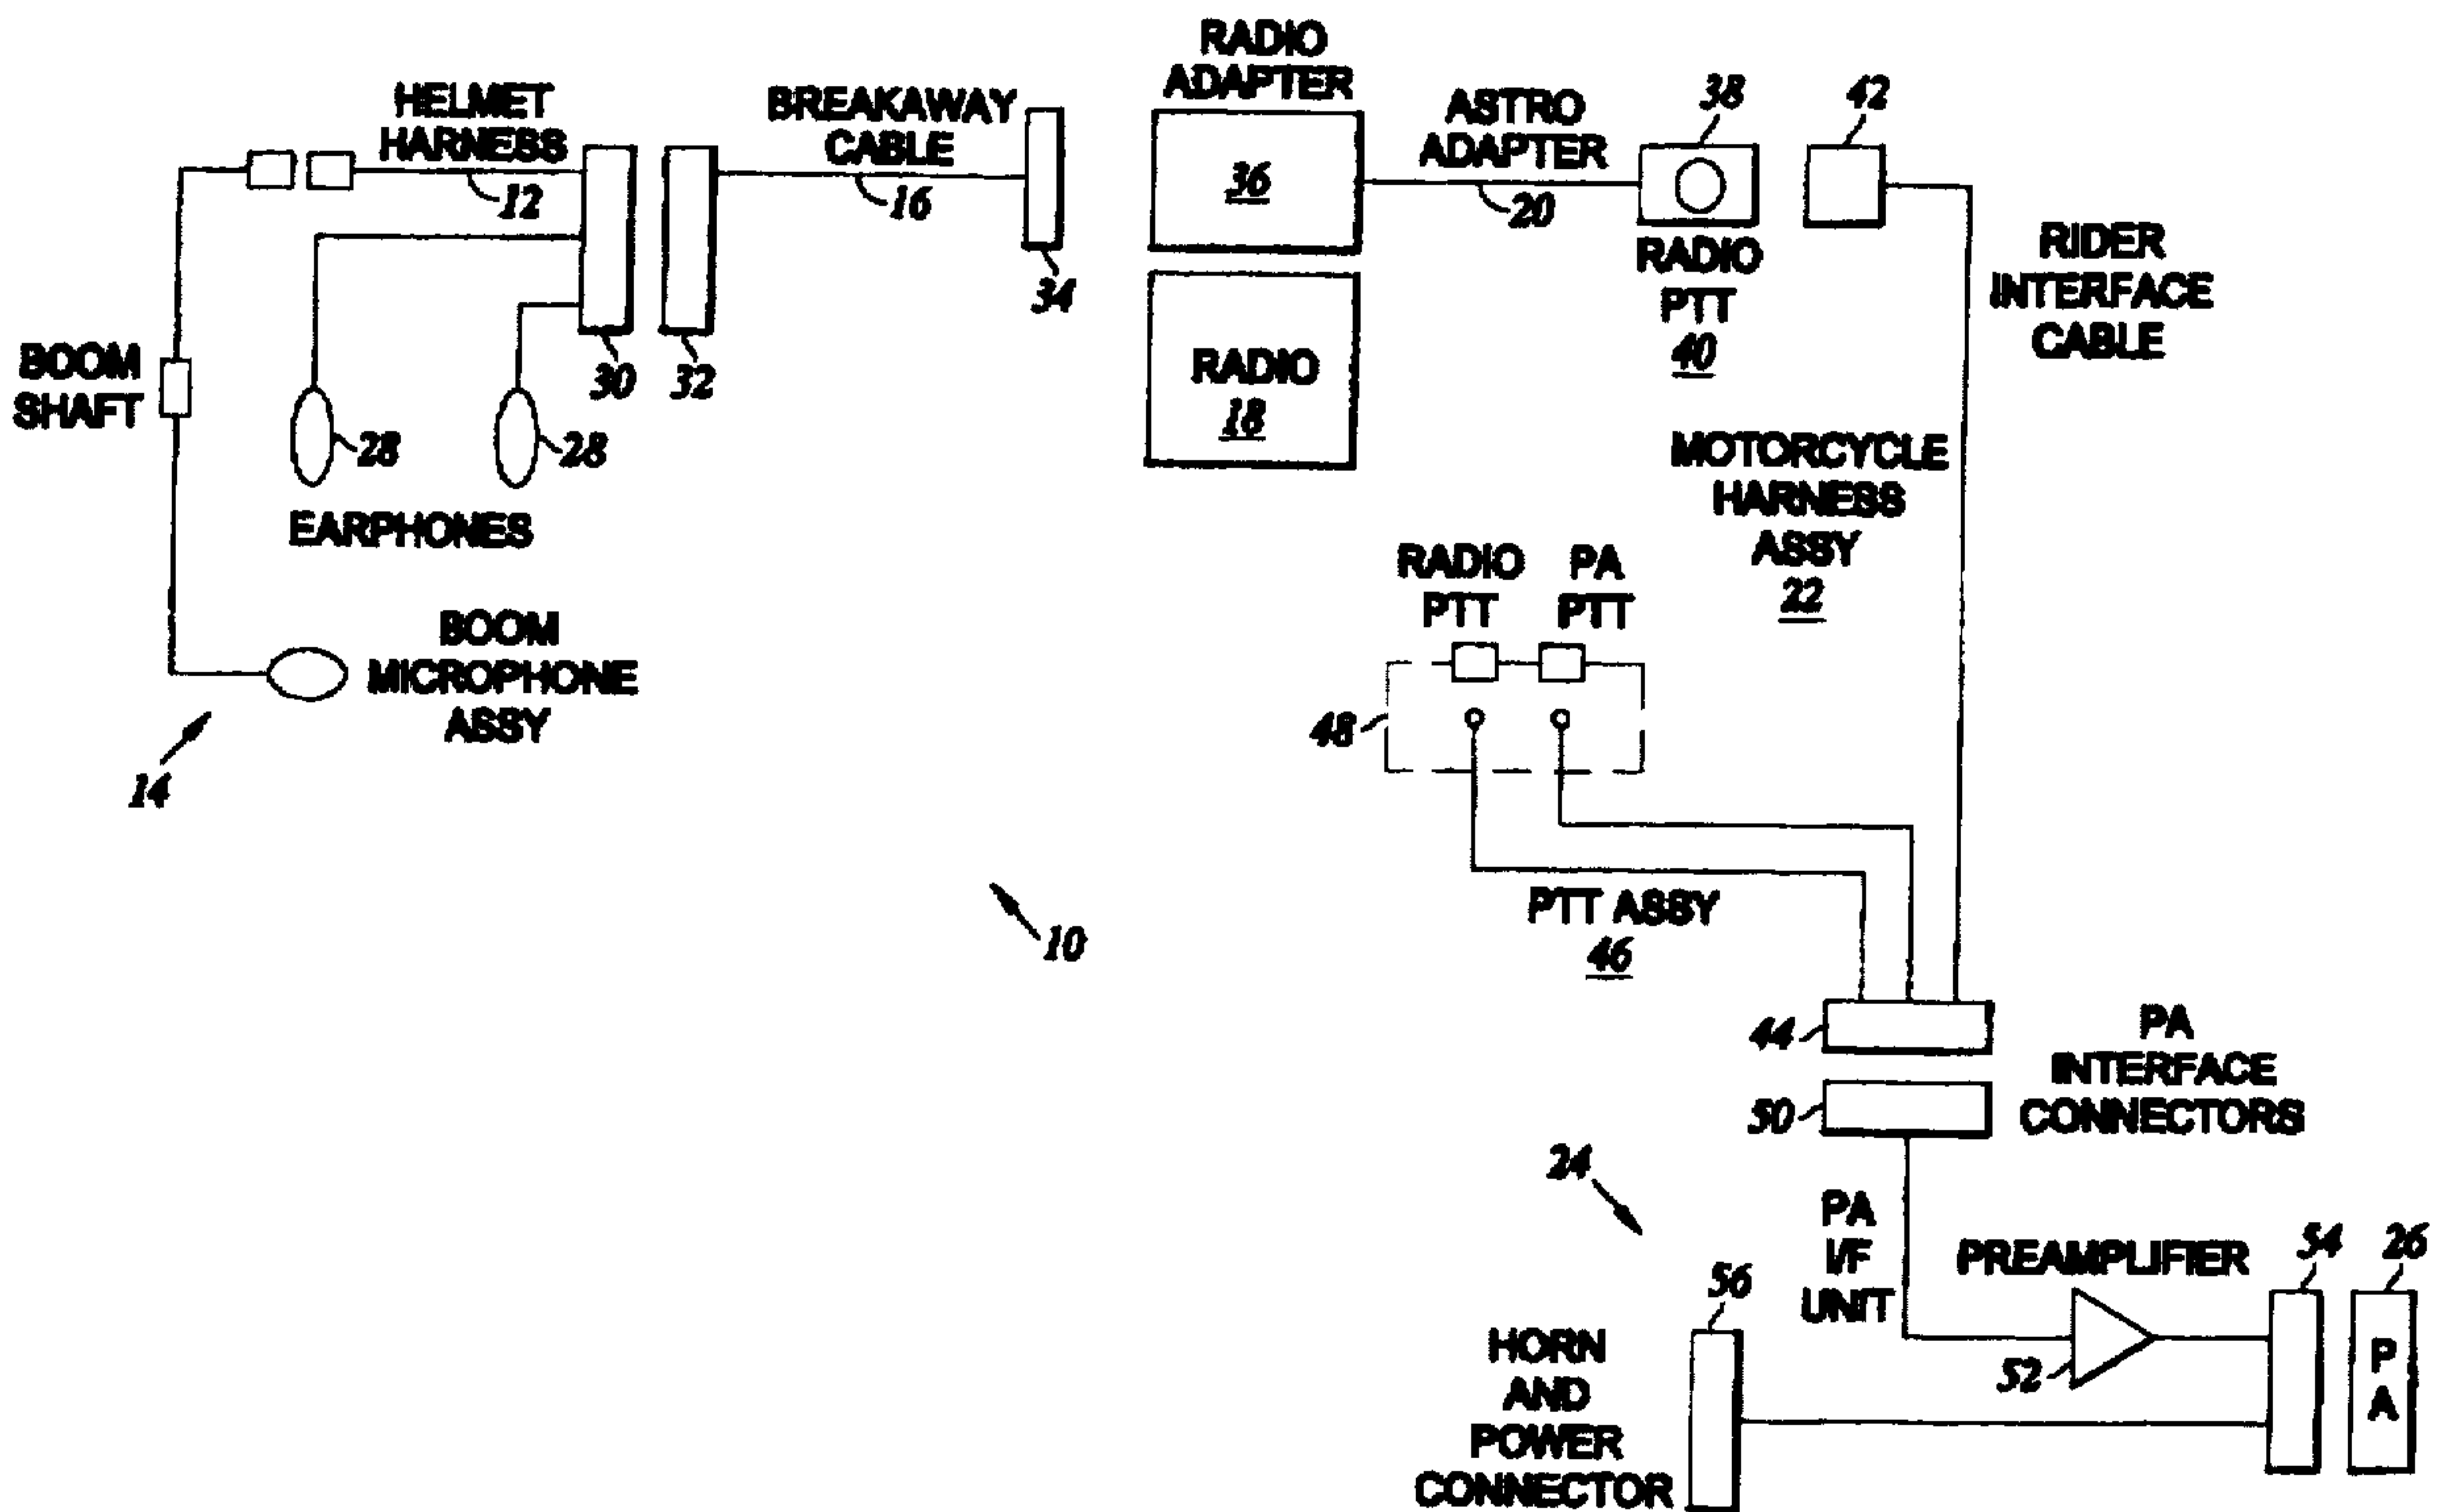 RADIO
ADAPTER
36
HELMET
HARNESS
12
BREAKAWAY
CABLE
16
34
ASTRO
ADAPTER
20
38
42
RADIO
PTT
40
RIDER
INTERFACE
CABLE
RADIO
18
BOOM
SHAFT
28
28
EARPHONES
30
32
BOOM
MICROPHONE
ASSY
14
MOTORCYCLE
HARNESS
ASSY
22
RADIO
PTT
PA
PTT
48
PTT ASSY
46
10
44
PA
INTERFACE
CONNECTORS
50
24
PA
I/F
UNIT
PREAMPLIFIER
52
54
26
P
A
56
HORN
AND
POWER
CONNECTOR